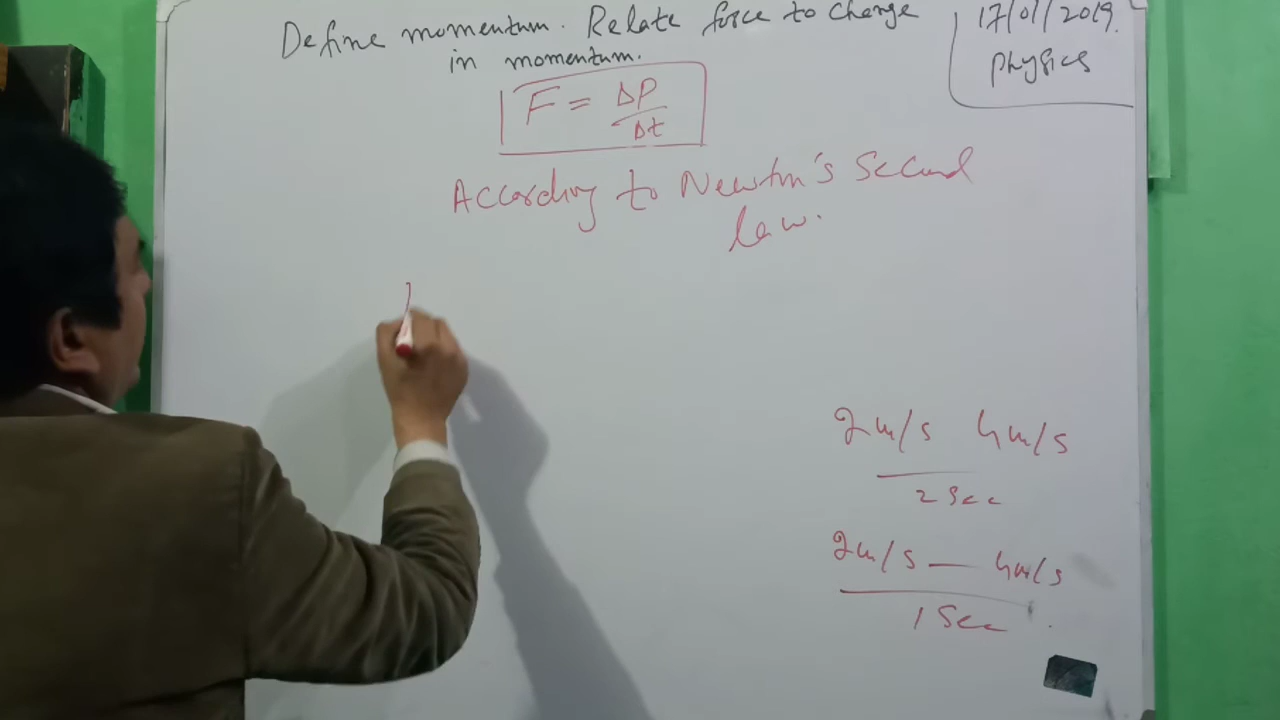 Define momentum. Relate force to change
in momentum.
17/01/2019.
physics
F = ΔP/Δt
According to Newton's Second
law.
2m/s 4m/s
2 Sec
2m/s — 4m/s
1 Sec